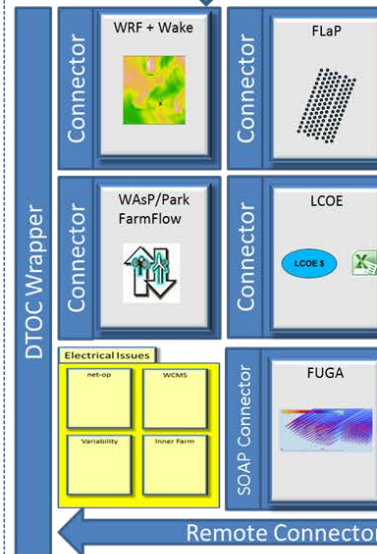 DTOC Wrapper
Connector
WRF + Wake
x
Connector
FLaP
Connector
WAsP/Park
FarmFlow
Connector
LCOE
LCOE $
Electrical Issues
net-op
WCMS
Variability
Inner Farm
SOAP Connector
FUGA
Remote Connector